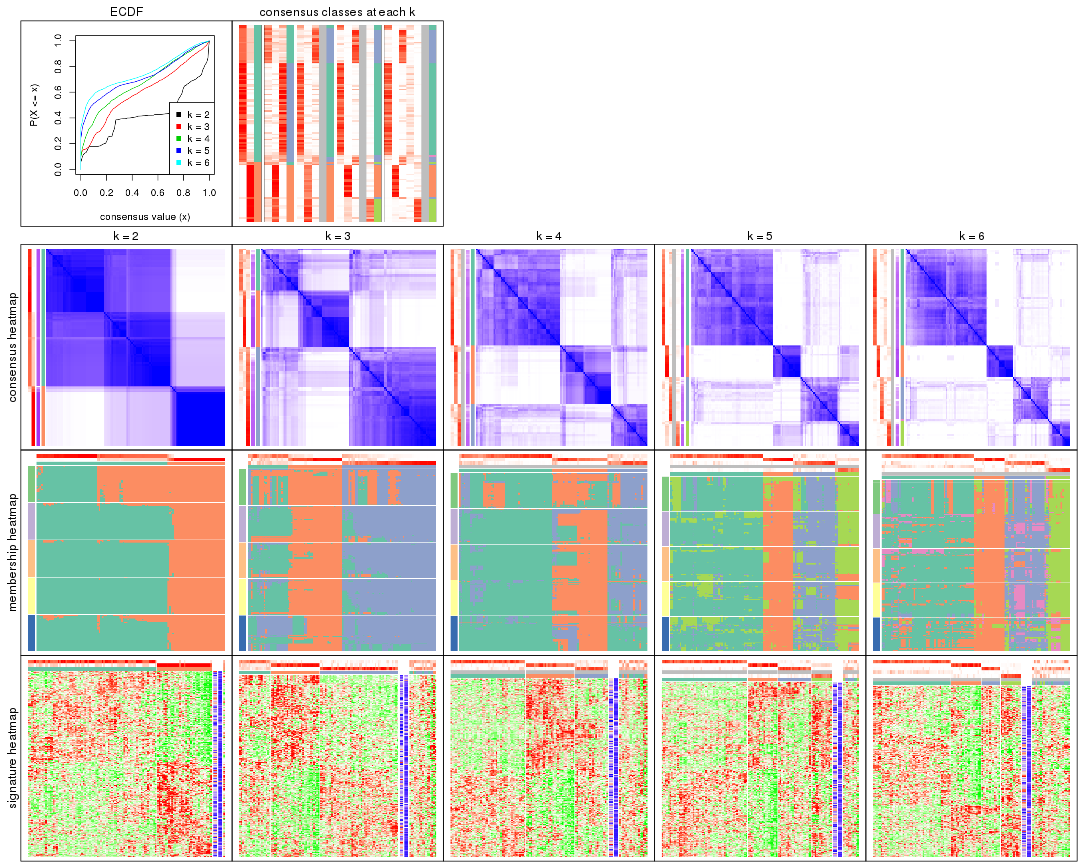 ECDF
consensus classes at each k
P(X <= x)
0.0 0.2 0.4 0.6 0.8 1.0
k = 2
k = 3
k = 4
k = 5
k = 6
0.0 0.2 0.4 0.6 0.8 1.0
consensus value (x)
k = 2 k = 3 k = 4 k = 5 k = 6
consensus heatmap
membership heatmap
signature heatmap